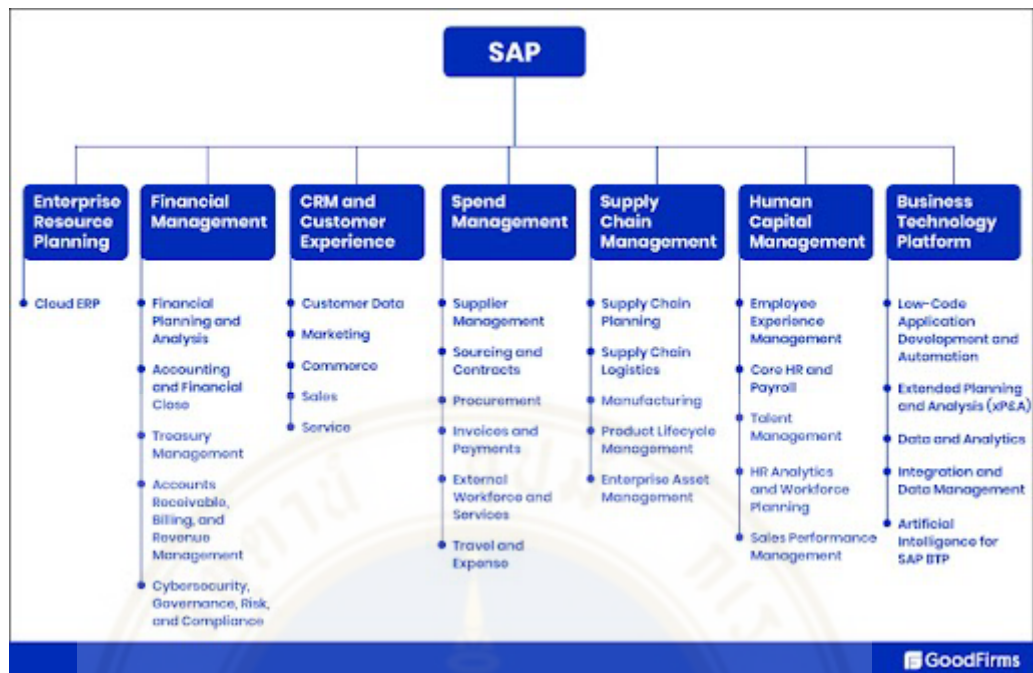 SAP
Enterprise
Resource
Planning
Cloud ERP
Financial
Management
Financial
Planning and
Analysis
Accounting
and Financial
Close
Treasury
Management
Accounts
Receivable,
Billing, and
Revenue
Management
Cybersecurity,
Governance, Risk,
and Compliance
CRM and
Customer
Experience
Customer Data
Marketing
Commerce
Sales
Service
Spend
Management
Supplier
Management
Sourcing and
Contracts
Procurement
Invoices and
Payments
External
Workforce and
Services
Travel and
Expense
Supply
Chain
Management
Supply Chain
Planning
Supply Chain
Logistics
Manufacturing
Product Lifecycle
Management
Enterprise Asset
Management
Human
Capital
Management
Employee
Experience
Management
Core HR and
Payroll
Talent
Management
HR Analytics
and Workforce
Planning
Sales Performance
Management
Business
Technology
Platform
Low-Code
Application
Development and
Automation
Extended Planning
and Analysis (xP&A)
Data and Analytics
Integration and
Data Management
Artificial
Intelligence for
SAP BTP
GoodFirms